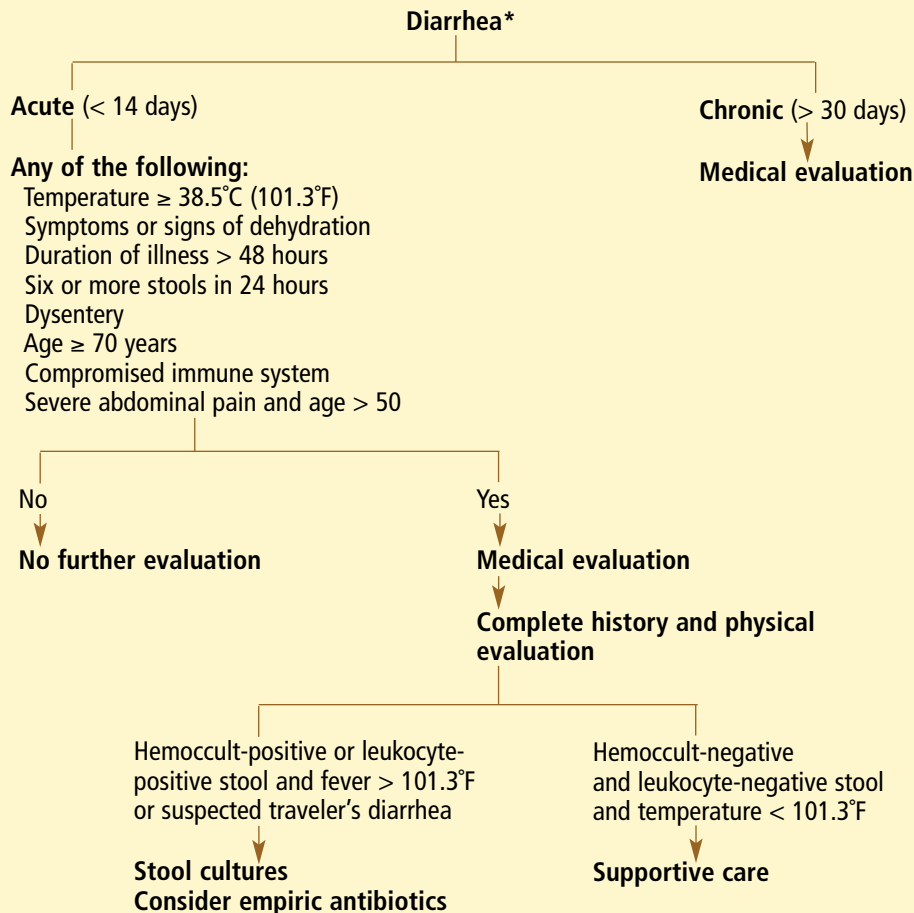 Diarrhea*
Acute (< 14 days)
Chronic (> 30 days)
Medical evaluation
Any of the following:
Temperature ≥ 38.5˚C (101.3˚F)
Symptoms or signs of dehydration
Duration of illness > 48 hours
Six or more stools in 24 hours
Dysentery
Age ≥ 70 years
Compromised immune system
Severe abdominal pain and age > 50
No
No further evaluation
Yes
Medical evaluation
Complete history and physical
evaluation
Hemoccult-positive or leukocyte-
positive stool and fever > 101.3˚F
or suspected traveler's diarrhea
Stool cultures
Consider empiric antibiotics
Hemoccult-negative
and leukocyte-negative stool
and temperature < 101.3˚F
Supportive care